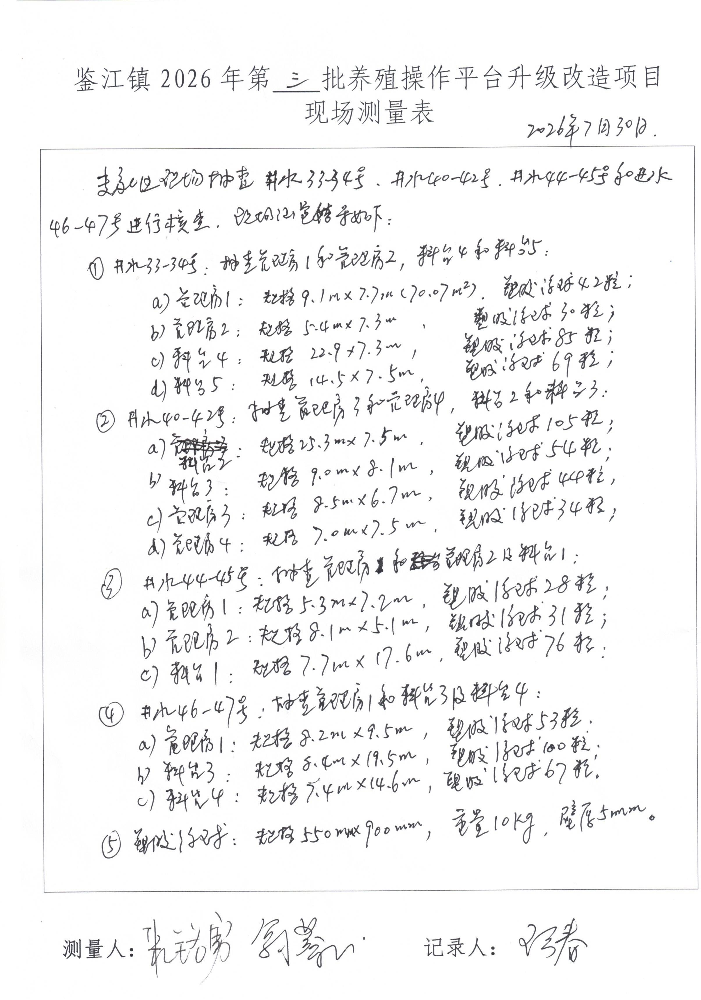 鉴江镇 2026 年第 三 批养殖操作平台升级改造项目
现场测量表
2026年7月30日.
现场抽查 井水33-34号、井水40-42号、井水44-45号和进水
46-47号进行核查,现场测量结果如下:
① 井水33-34号:抽查管理房1和管理房2,料台4和料台5:
a) 管理房1: 规格 9.1m×7.7m(70.07m²). 塑胶浮球42粒;
b) 管理房2: 规格 5.4m×7.3m, 塑胶浮球30粒;
c) 料台4: 规格 22.9×7.3m, 塑胶浮球85粒;
d) 料台5: 规格 14.5×7.5m, 塑胶浮球69粒;
② 井水40-42号:抽查管理房3和管理房4,料台2和料台3:
a) 料台2: 规格25.3m×7.5m, 塑胶浮球105粒;
b) 料台3: 规格 9.0m×8.1m, 塑胶浮球54粒;
c) 管理房3: 规格 8.5m×6.7m, 塑胶浮球44粒,
d) 管理房4: 规格 7.0m×7.5m, 塑胶浮球34粒;
③ 井水44-45号:抽查管理房1和管理房2及料台1:
a) 管理房1: 规格5.3m×7.2m, 塑胶浮球28粒;
b) 管理房2: 规格8.1m×5.1m, 塑胶浮球31粒;
c) 料台1: 规格7.7m×17.6m, 塑胶浮球76粒.
④ 井水46-47号:抽查管理房1和料台3及料台4:
a) 管理房1: 规格8.2m×9.5m, 塑胶浮球53粒.
b) 料台3: 规格8.4m×19.5m, 塑胶浮球100粒.
c) 料台4: 规格7.4m×14.6m, 塑胶浮球67粒.
⑤ 塑胶浮球: 规格550mm×900mm, 重量10kg, 壁厚5mm。
测量人: 记录人: